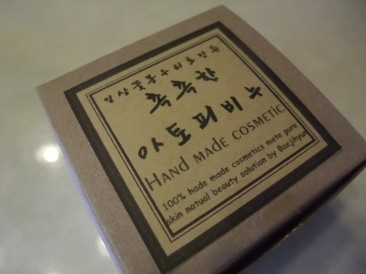 촉촉한
아토피비누
HAND MADE COSMETIC
100% hade made cosmetics mate pure
skin natual beauty solution by Baejihyun